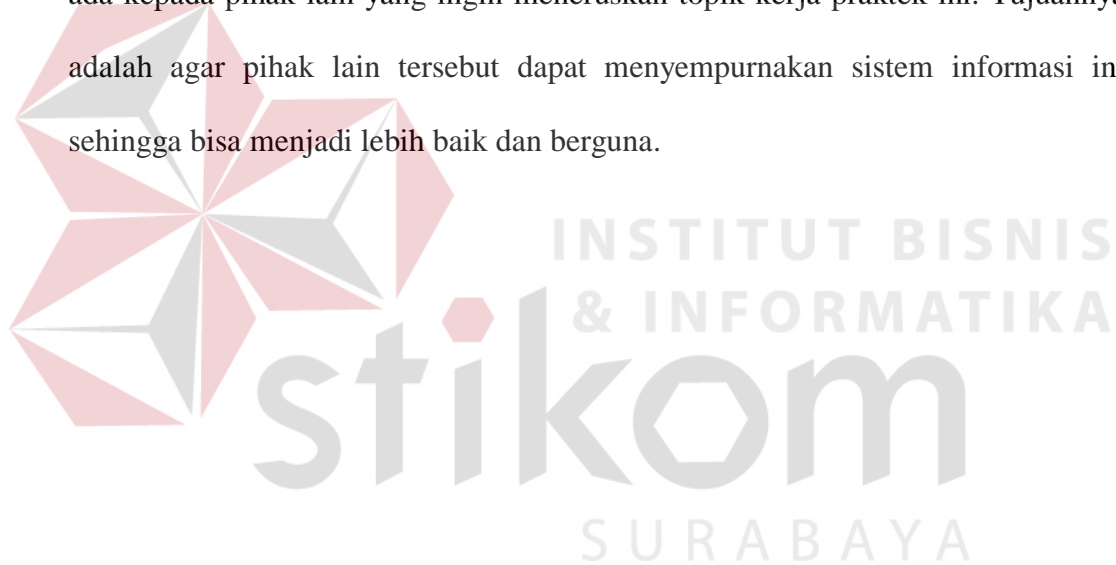 ada kepada pihak lain yang ingin meneruskan topik kerja praktek ini. Tujuannya
adalah agar pihak lain tersebut dapat menyempurnakan sistem informasi in
sehingga bisa menjadi lebih baik dan berguna.
INSTITUT BISNIS
& INFORMATIKA
stikom
SURABAYA